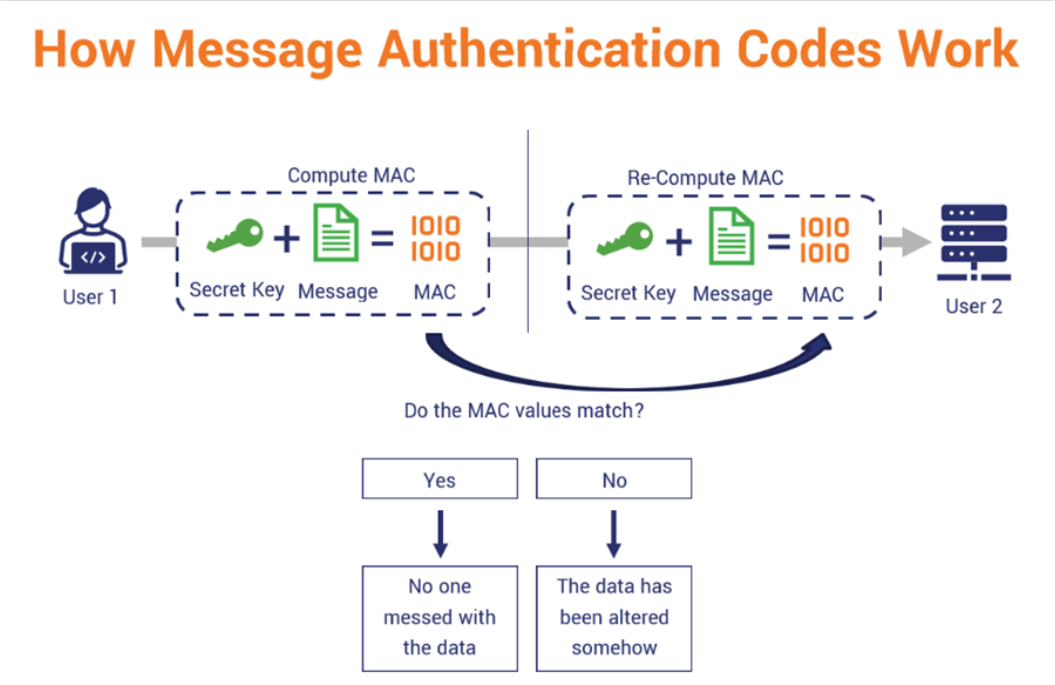 How Message Authentication Codes Work
Compute MAC
Re-Compute MAC
+ = 1010 1010
+ = 1010 1010
</>
User 1
Secret Key Message MAC
Secret Key Message MAC
User 2
Do the MAC values match?
Yes
No
No one
messed with
the data
The data has
been altered
somehow